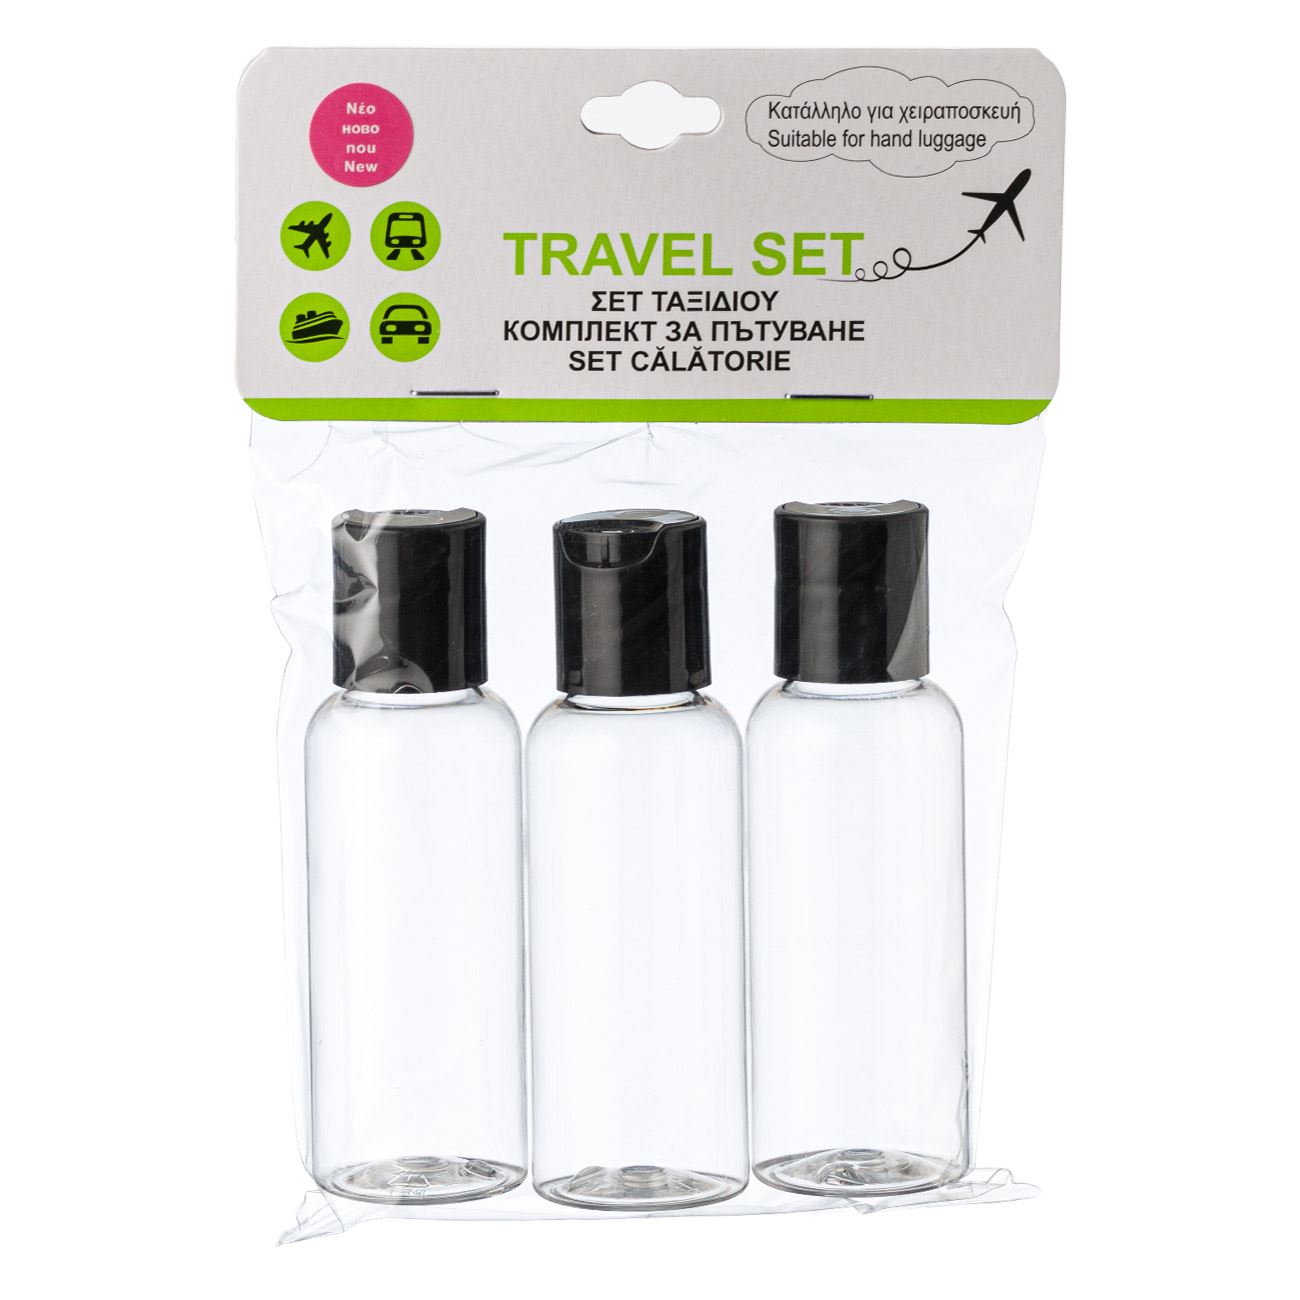 Νέο
НОВО
nou
New
Κατάλληλο για χειραποσκευή
Suitable for hand luggage
TRAVEL SET
ΣΕΤ ΤΑΞΙΔΙΟΥ
КОМПЛЕКТ ЗА ПЪТУВАНЕ
SET CĂLĂTORIE